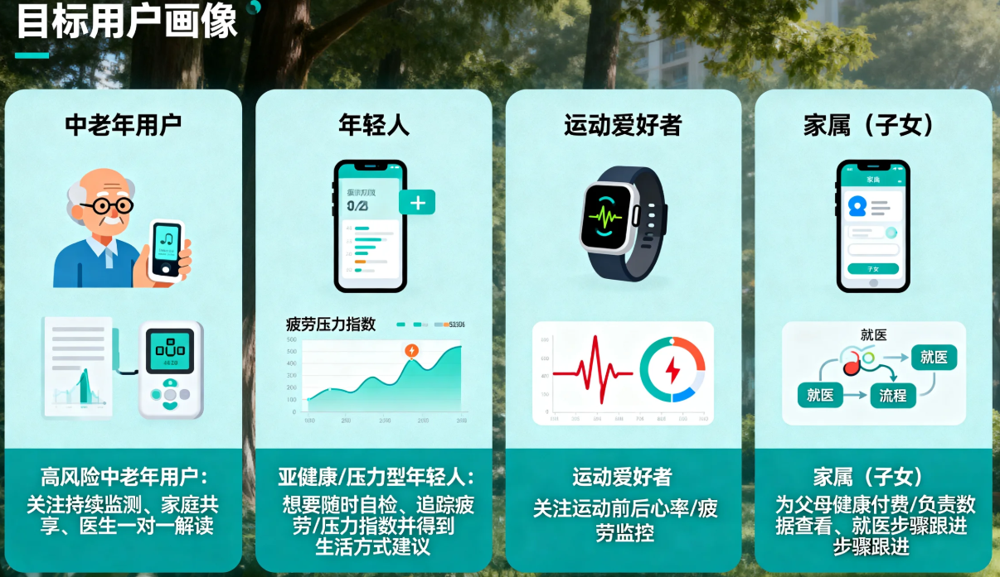 目标用户画像
中老年用户
年轻人
运动爱好者
家属（子女）
0/2
家属
子女
疲劳压力指数
500
500
400
300
200
100
0
就医
就医
就医
流程
高风险中老年用户：
关注持续监测、家庭共
享、医生一对一解读
亚健康/压力型年轻人：
想要随时自检、追踪疲
劳/压力指数并得到
生活方式建议
运动爱好者
关注运动前后心率/疲
劳监控
家属（子女）
为父母健康付费/负责数
据查看、就医步骤跟进
步骤跟进